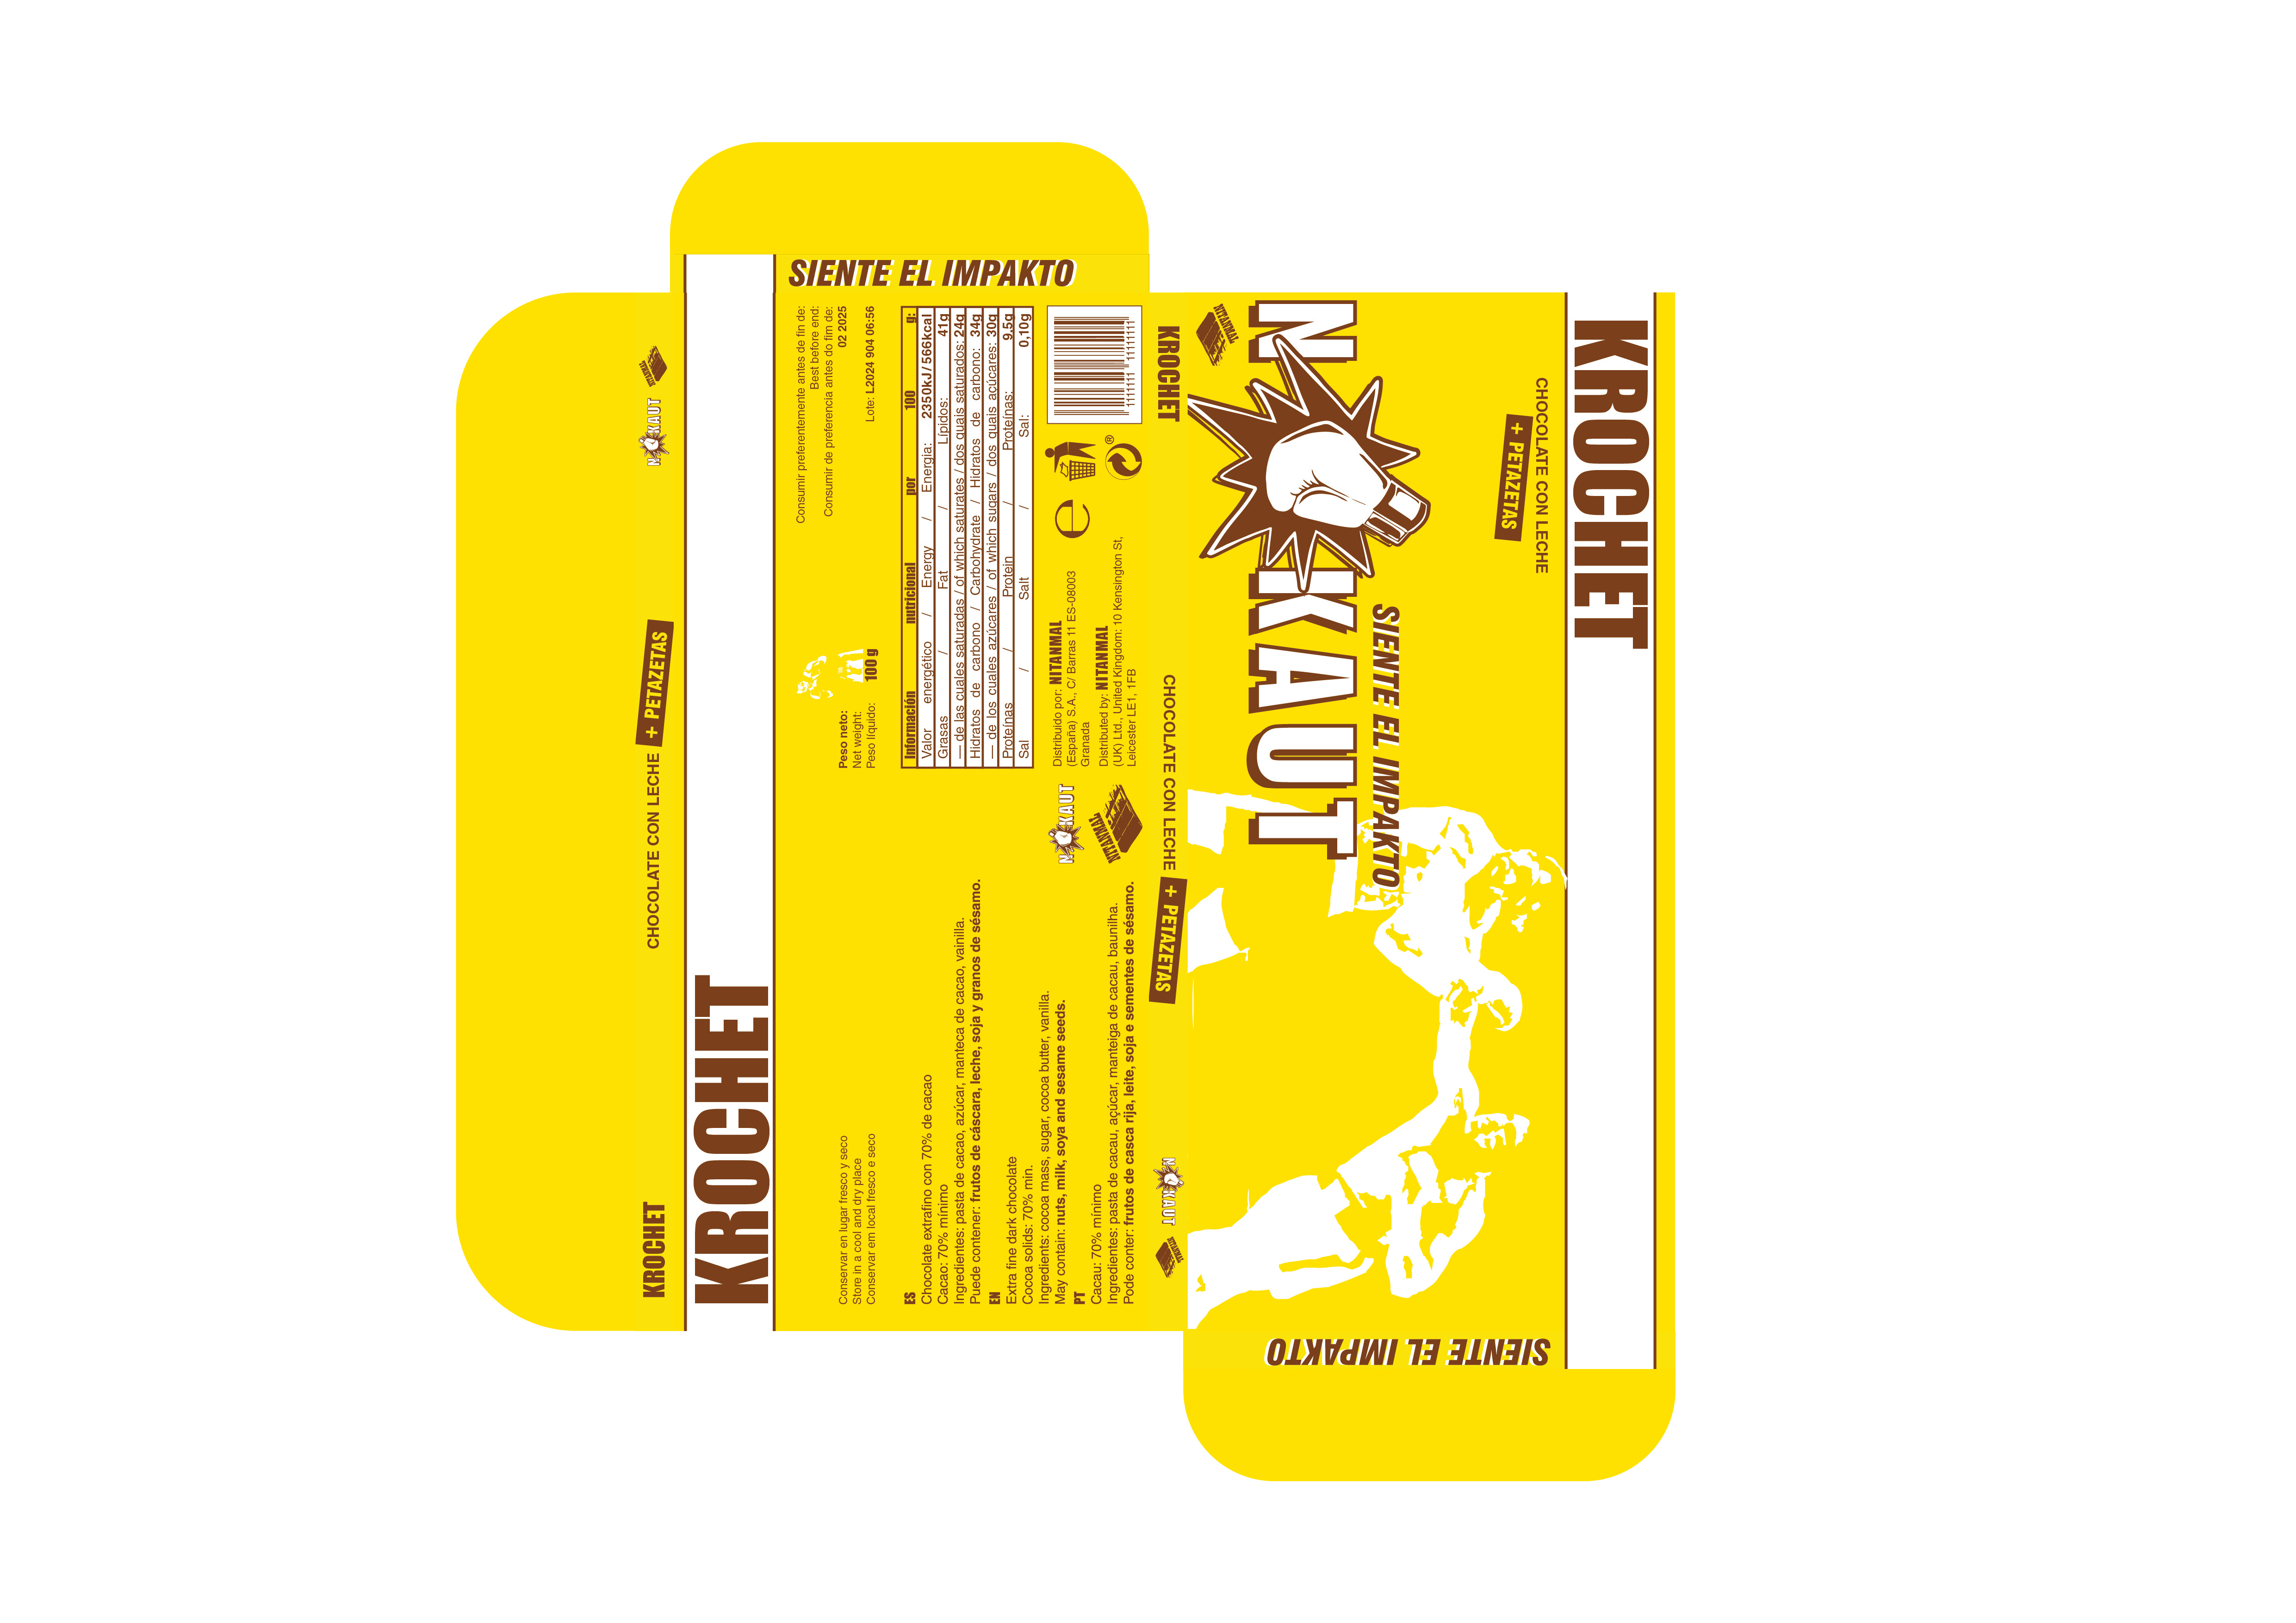 SIENTE EL IMPAKTO
KROCHET
CHOCOLATE CON LECHE + PETAZETAS
N KAUT
NITANMAL
KROCHET
Conservar en lugar fresco y seco
Store in a cool and dry place
Conservar em local fresco e seco
Peso neto:
Net weight:
Peso líquido: 100 g
Consumir preferentemente antes de fin de:
Best before end:
Consumir de preferencia antes do fim de:
02 2025
Lote: L2024 904 06:56
ES
Chocolate extrafino con 70% de cacao
Cacao: 70% mínimo
Ingredientes: pasta de cacao, azúcar, manteca de cacao, vainilla.
Puede contener: frutos de cáscara, leche, soja y granos de sésamo.
EN
Extra fine dark chocolate
Cocoa solids: 70% min.
Ingredients: cocoa mass, sugar, cocoa butter, vanilla.
May contain: nuts, milk, soya and sesame seeds.
PT
Cacau: 70% mínimo
Ingredientes: pasta de cacau, açúcar, manteiga de cacau, baunilha.
Pode conter: frutos de casca rija, leite, soja e sementes de sésamo.
Información nutricional por 100 g:
Valor energético / Energy / Energia: 2350kJ/ 566kcal
Grasas / Fat / Lípidos: 41g
— de las cuales saturadas / of which saturates / dos quais saturados: 24g
Hidratos de carbono / Carbohydrate / Hidratos de carbono: 34g
— de los cuales azúcares / of which sugars / dos quais açúcares: 30g
Proteínas / Protein / Proteínas: 9,5g
Sal / Salt / Sal: 0,10g
N KAUT
NITANMAL
Distribuido por: NITANMAL
(España) S.A., C/ Barras 11 ES-08003
Granada
Distributed by: NITANMAL
(UK) Ltd., United Kingdom: 10 Kensington St,
Leicester LE1, 1FB
e
®
1111111 11111111
KROCHET
CHOCOLATE CON LECHE + PETAZETAS
N KAUT
NITANMAL
NITANMAL
N KAUT
SIENTE EL IMPAKTO
CHOCOLATE CON LECHE
+ PETAZETAS
KROCHET
SIENTE EL IMPAKTO